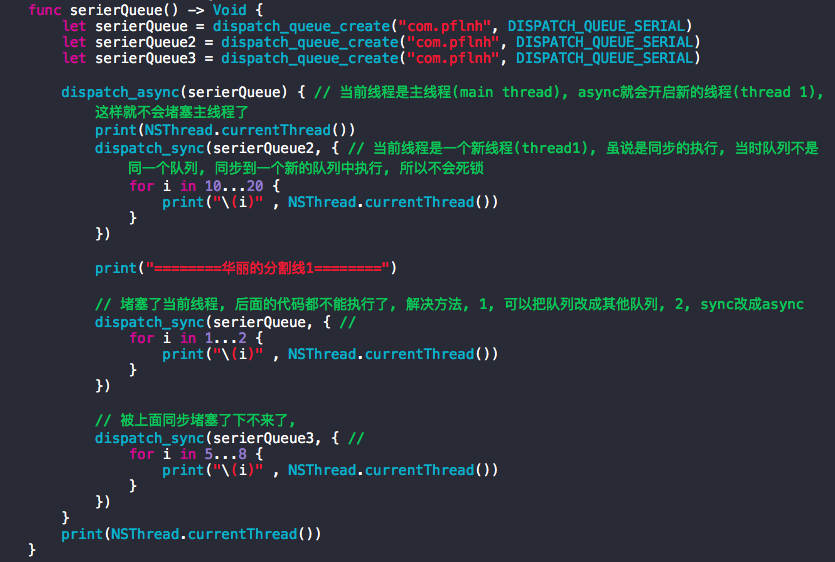 func serierQueue() -> Void {
let serierQueue = dispatch_queue_create("com.pflnh", DISPATCH_QUEUE_SERIAL)
let serierQueue2 = dispatch_queue_create("com.pflnh", DISPATCH_QUEUE_SERIAL)
let serierQueue3 = dispatch_queue_create("com.pflnh", DISPATCH_QUEUE_SERIAL)
dispatch_async(serierQueue) { // 当前线程是主线程(main thread), async就会开启新的线程(thread 1),
这样就不会堵塞主线程了
print(NSThread.currentThread())
dispatch_sync(serierQueue2, { // 当前线程是一个新线程(thread1), 虽说是同步的执行, 当时队列不是
同一个队列, 同步到一个新的队列中执行, 所以不会死锁
for i in 10...20 {
print("\(i)" , NSThread.currentThread())
}
})
print("========华丽的分割线1========")
// 堵塞了当前线程, 后面的代码都不能执行了, 解决方法, 1, 可以把队列改成其他队列, 2, sync改成async
dispatch_sync(serierQueue, { //
for i in 1...2 {
print("\(i)" , NSThread.currentThread())
}
})
// 被上面同步堵塞了下不来了,
dispatch_sync(serierQueue3, { //
for i in 5...8 {
print("\(i)" , NSThread.currentThread())
}
})
}
print(NSThread.currentThread())
}